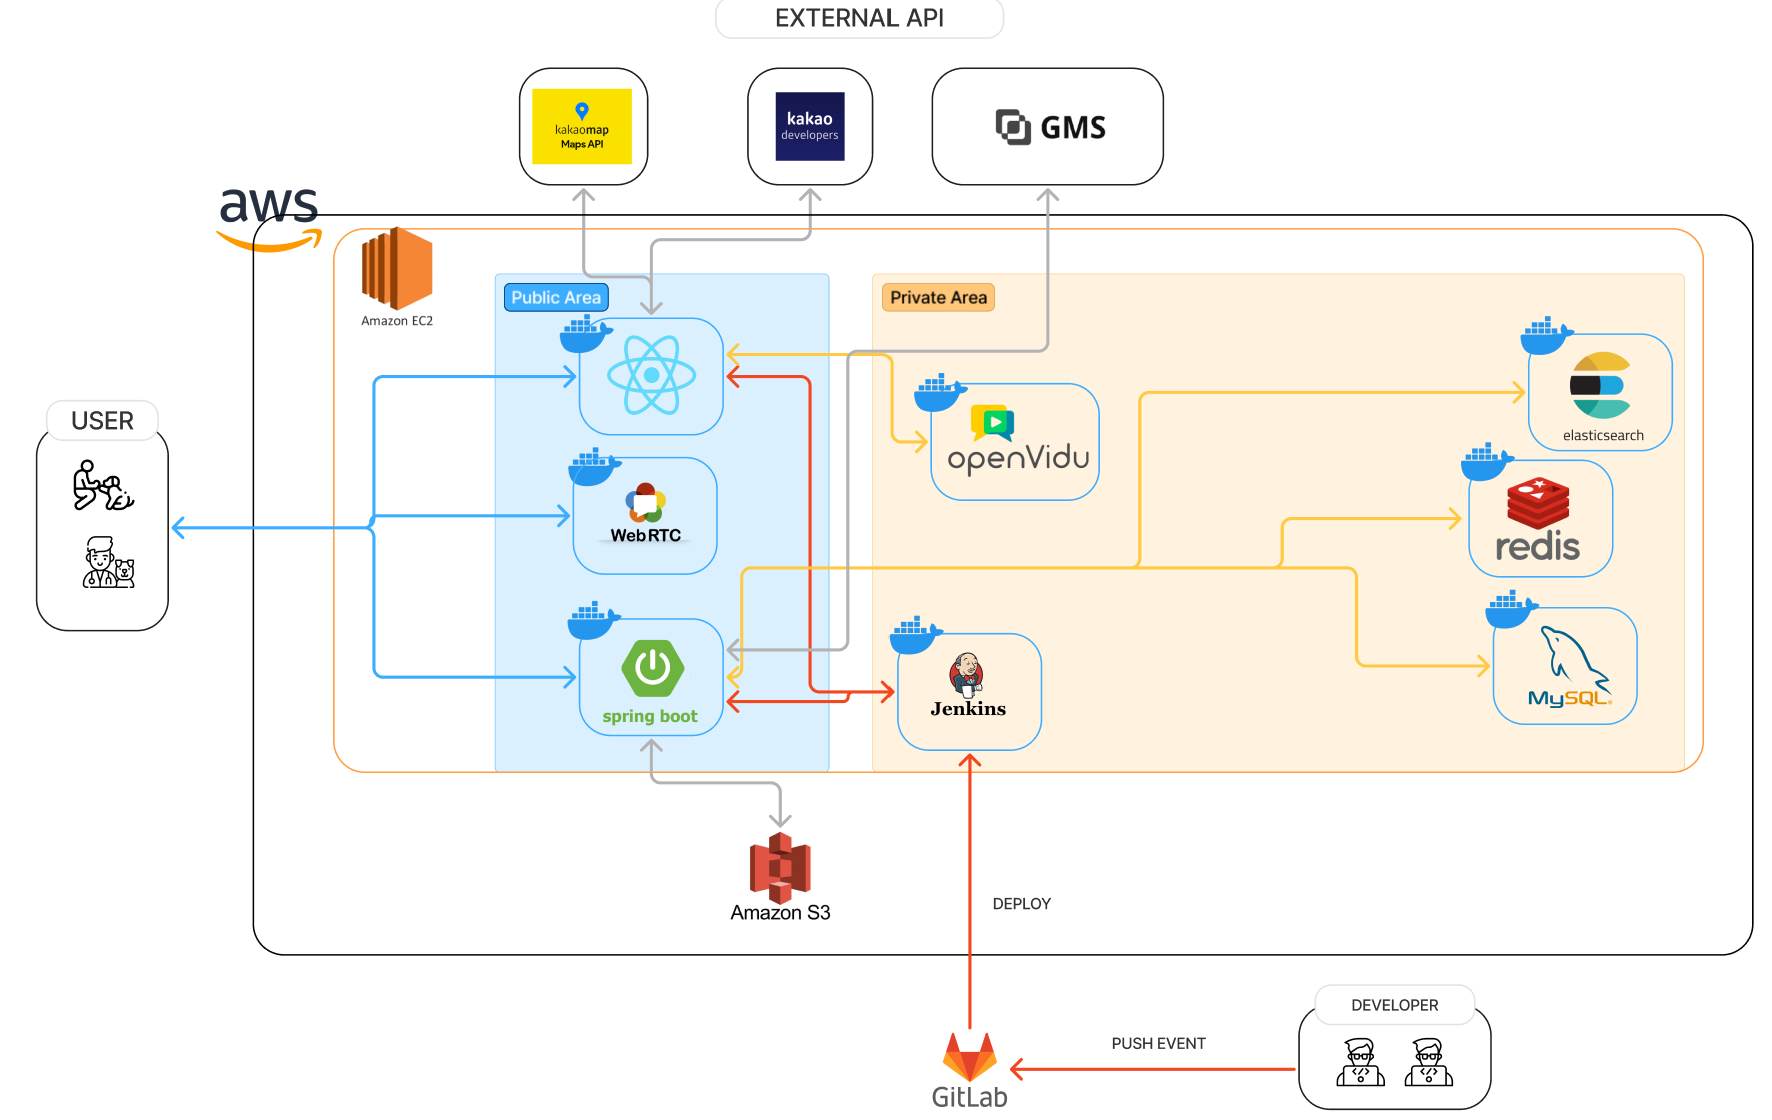 EXTERNAL API
kakaomap
Maps API
kakao
developers
GMS
aws
Amazon EC2
Public Area
Private Area
USER
openVidu
elasticsearch
WebRTC
redis
spring boot
Jenkins
MySQL
Amazon S3
DEPLOY
DEVELOPER
PUSH EVENT
GitLab